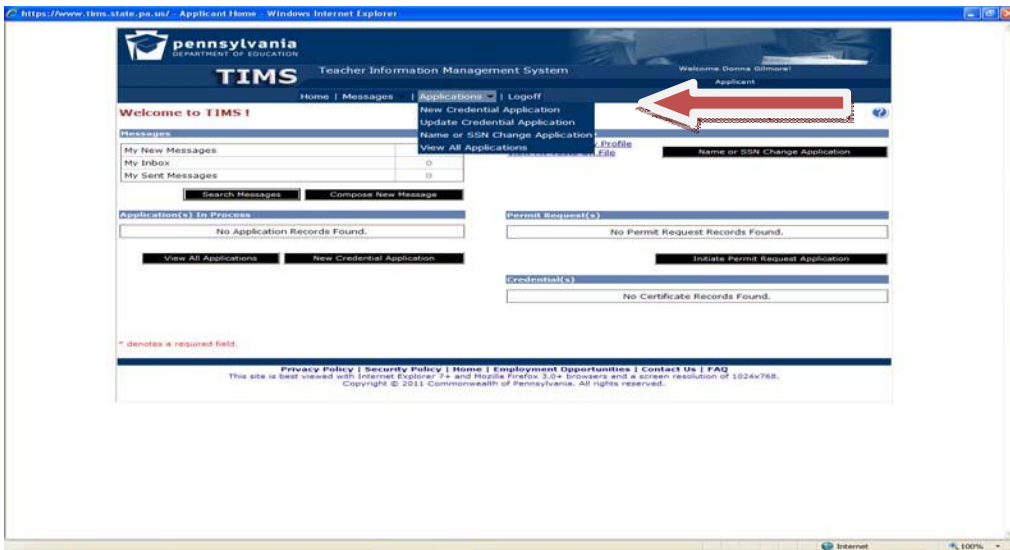 https://www.tims.state.pa.us/ - Applicant Home - Windows Internet Explorer
pennsylvania
DEPARTMENT OF EDUCATION
TIMS
Teacher Information Management System
Welcome Donna Gilmore!
Applicant
Home | Messages | Applications | Logoff
New Credential Application
Update Credential Application
Name or SSN Change Application
View All Applications
Welcome to TIMS !
Messages
My New Messages
My Inbox 0
My Sent Messages 0
Search Messages
Compose New Message
Profile
on File
Name or SSN Change Application
Application(s) In Process
No Application Records Found.
View All Applications
New Credential Application
Permit Request(s)
No Permit Request Records Found.
Initiate Permit Request Application
Credential(s)
No Certificate Records Found.
* denotes a required field.
Privacy Policy | Security Policy | Home | Employment Opportunities | Contact Us | FAQ
This site is best viewed with Internet Explorer 7+ and Mozilla Firefox 3.0+ browsers and a screen resolution of 1024x768.
Copyright © 2011 Commonwealth of Pennsylvania. All rights reserved.
Internet
100%